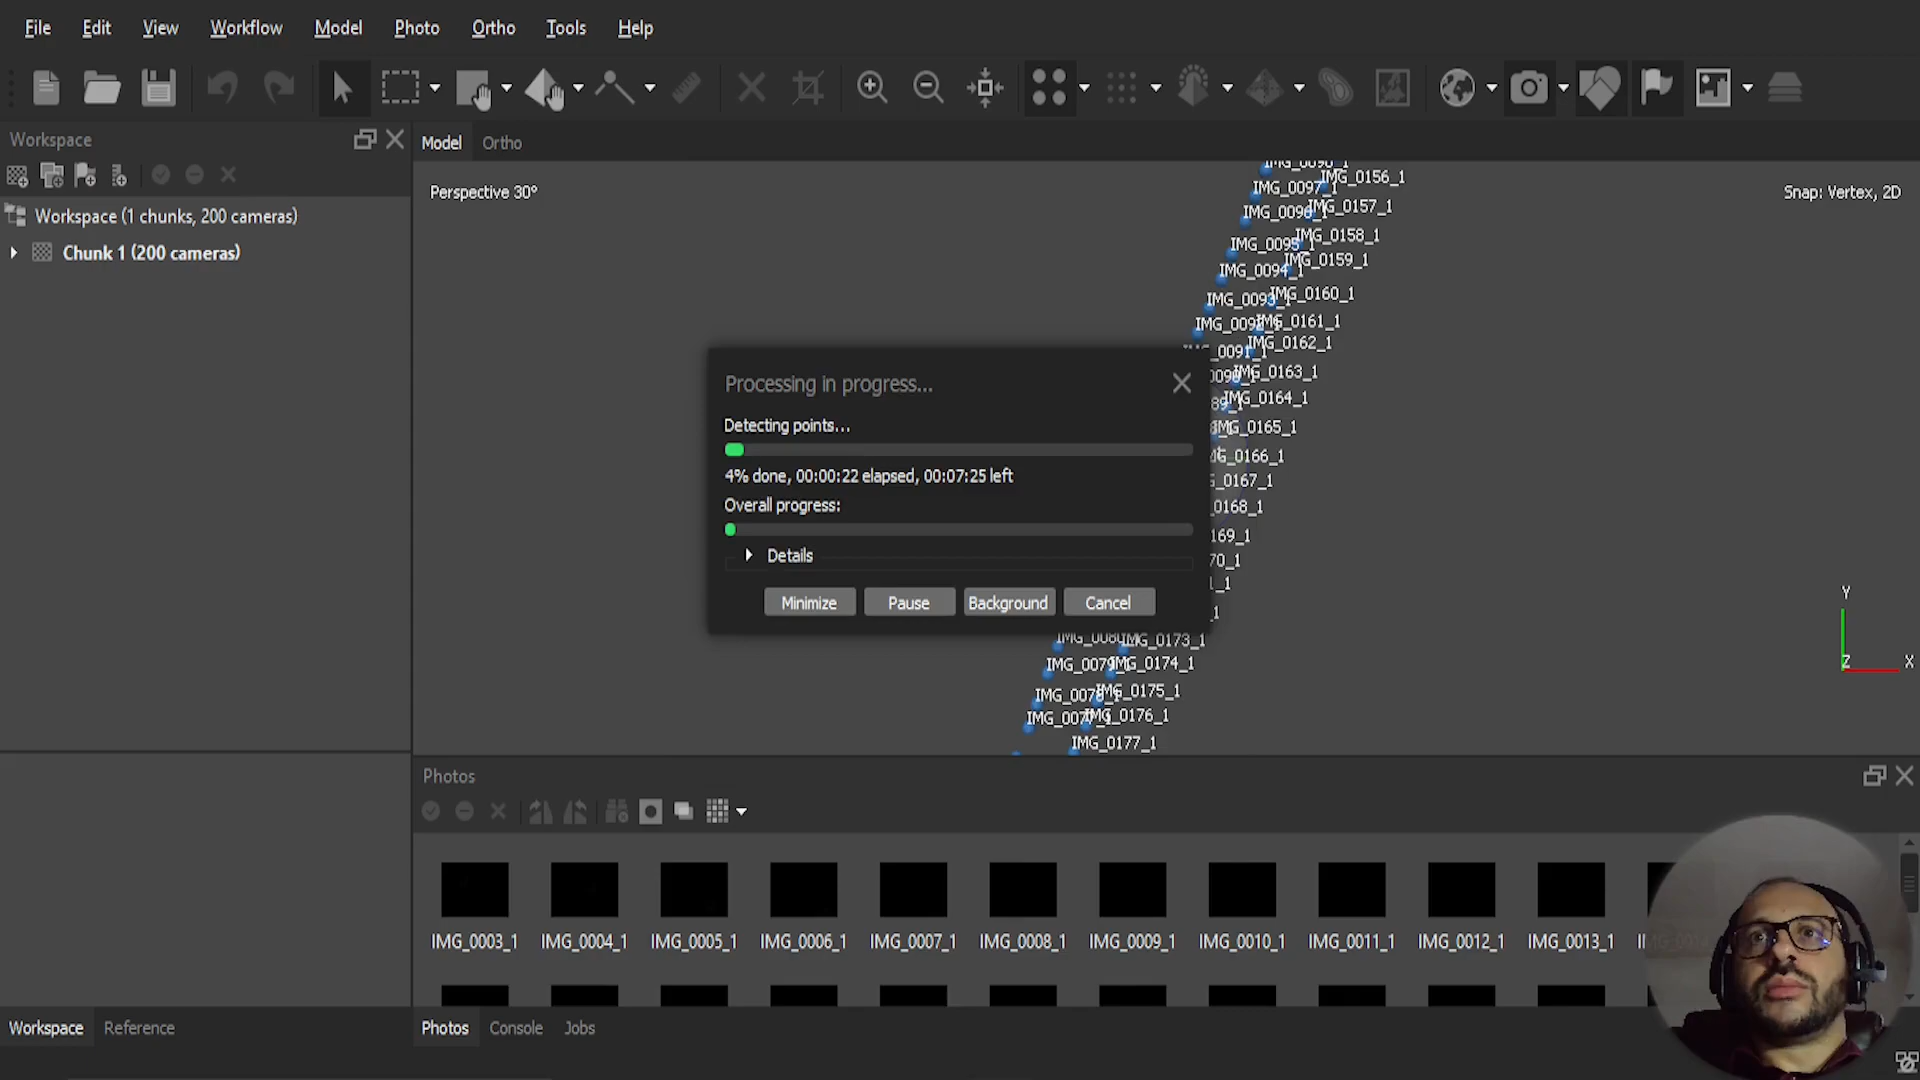 File Edit View Workflow Model Photo Ortho Tools Help
Workspace
Model Ortho
Workspace (1 chunks, 200 cameras)
Chunk 1 (200 cameras)
Perspective 30°
Snap: Vertex, 2D
IMG_0156_1
IMG_0097_1
IMG_0157_1
IMG_0096_1
IMG_0158_1
IMG_0095_1
IMG_0159_1
IMG_0094_1
IMG_0160_1
IMG_0093_1
IMG_0161_1
IMG_0162_1
IMG_0163_1
IMG_0164_1
IMG_0165_1
IMG_0166_1
IMG_0173_1
IMG_0174_1
IMG_0175_1
IMG_0176_1
IMG_0177_1
Processing in progress...
Detecting points...
4% done, 00:00:22 elapsed, 00:07:25 left
Overall progress:
Details
Minimize Pause Background Cancel
Y
Z X
Photos
IMG_0003_1 IMG_0004_1 IMG_0005_1 IMG_0006_1 IMG_0007_1 IMG_0008_1 IMG_0009_1 IMG_0010_1 IMG_0011_1 IMG_0012_1 IMG_0013_1
Workspace Reference
Photos Console Jobs